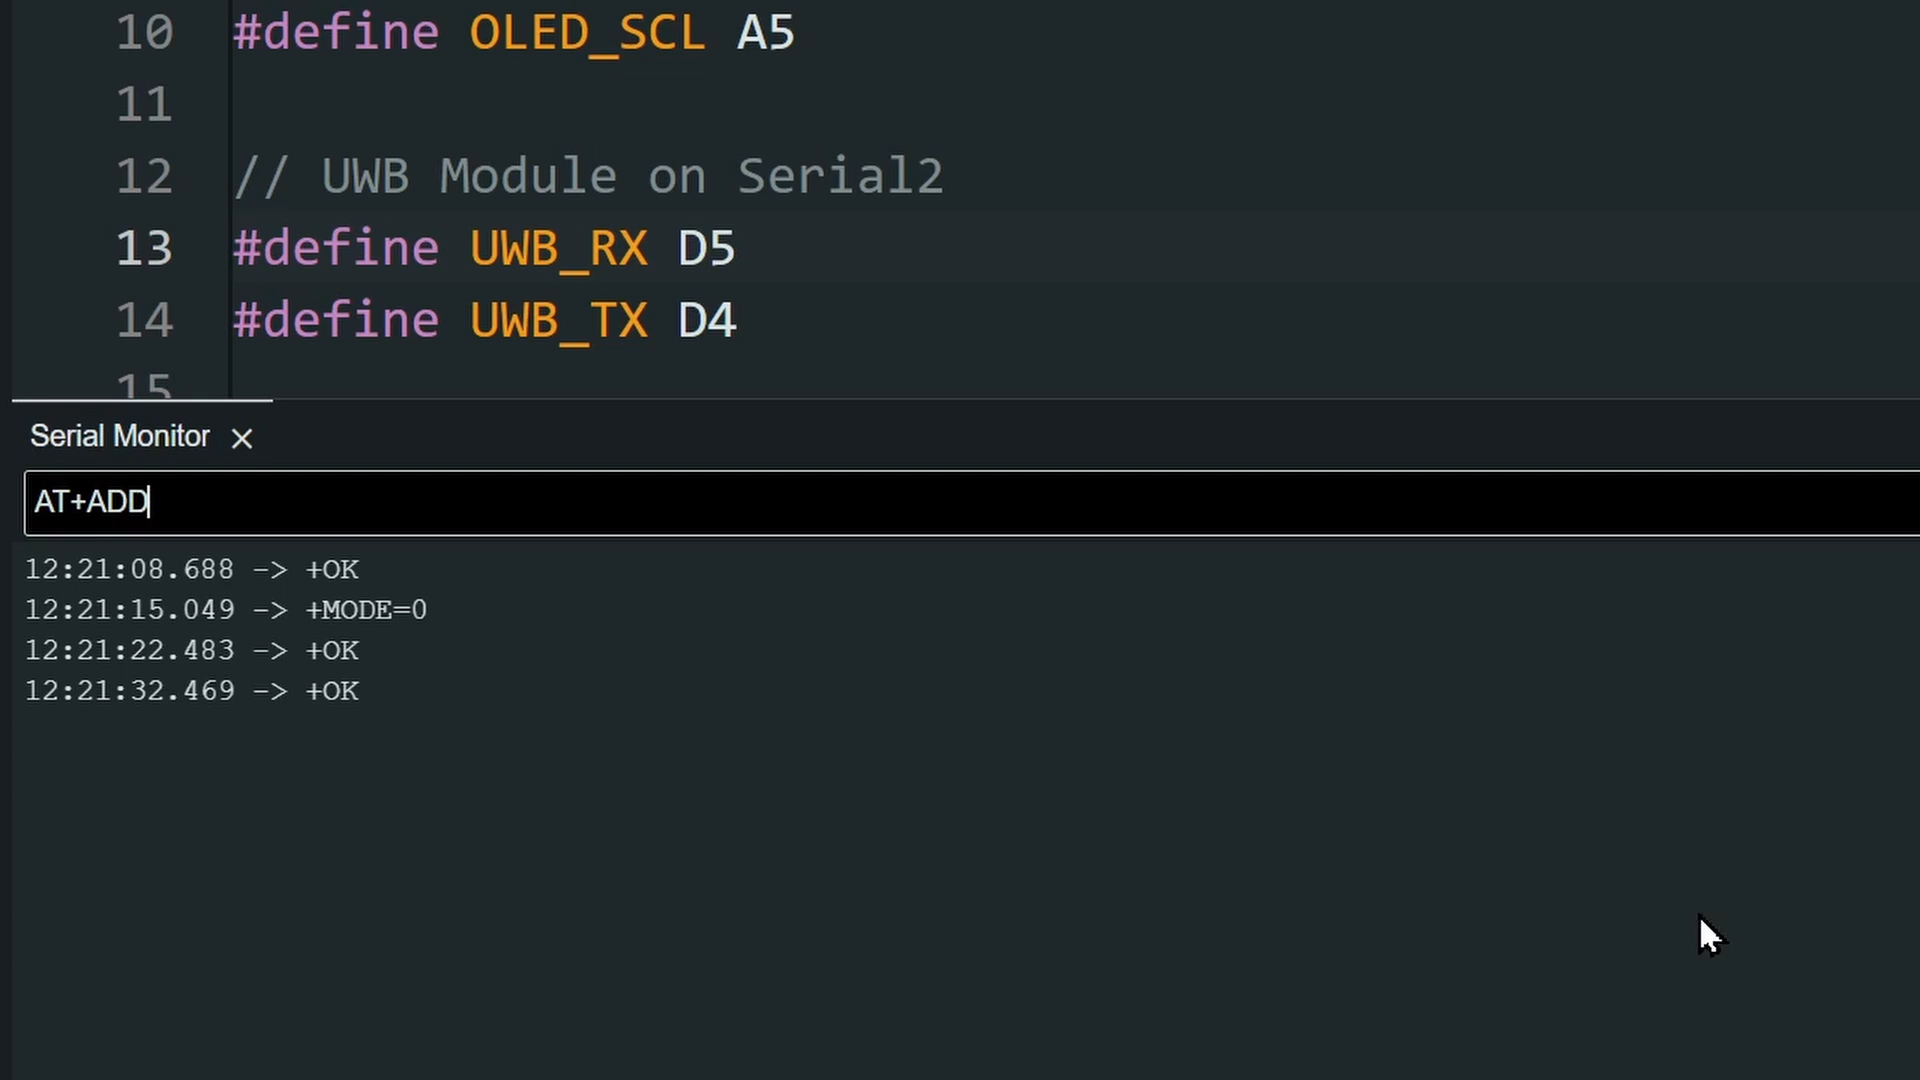 10 #define OLED_SCL A5
11
12 // UWB Module on Serial2
13 #define UWB_RX D5
14 #define UWB_TX D4
15
Serial Monitor ×
AT+ADD
12:21:08.688 -> +OK
12:21:15.049 -> +MODE=0
12:21:22.483 -> +OK
12:21:32.469 -> +OK